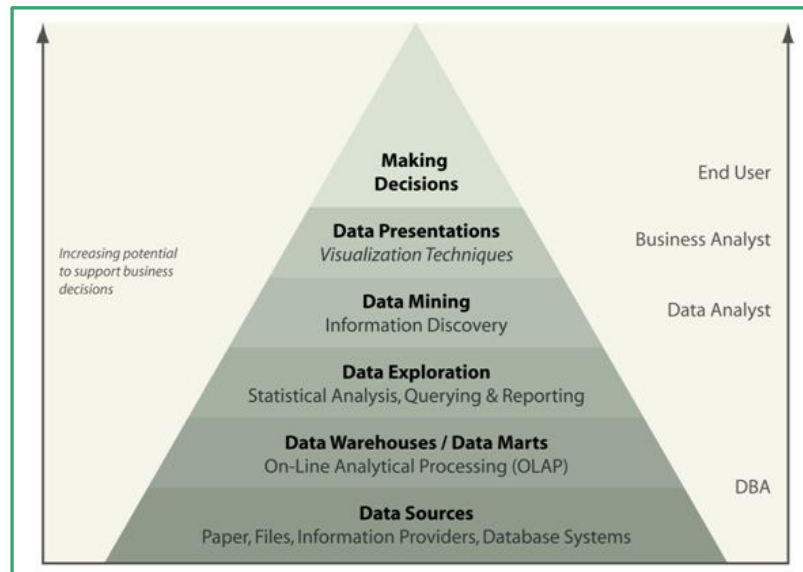 Making
Decisions
End User
Data Presentations
Visualization Techniques
Business Analyst
Increasing potential
to support business
decisions
Data Mining
Information Discovery
Data Analyst
Data Exploration
Statistical Analysis, Querying & Reporting
Data Warehouses / Data Marts
On-Line Analytical Processing (OLAP)
DBA
Data Sources
Paper, Files, Information Providers, Database Systems